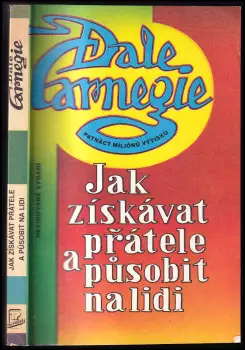 Dale
Carnegie
JAK ZÍSKÁVAT PŘÁTELE
A PŮSOBIT NA LIDI
Dale
Carnegie
PATNÁCT MILIÓNŮ VÝTISKŮ
Jak
získávat
přátele
a působit
na lidi